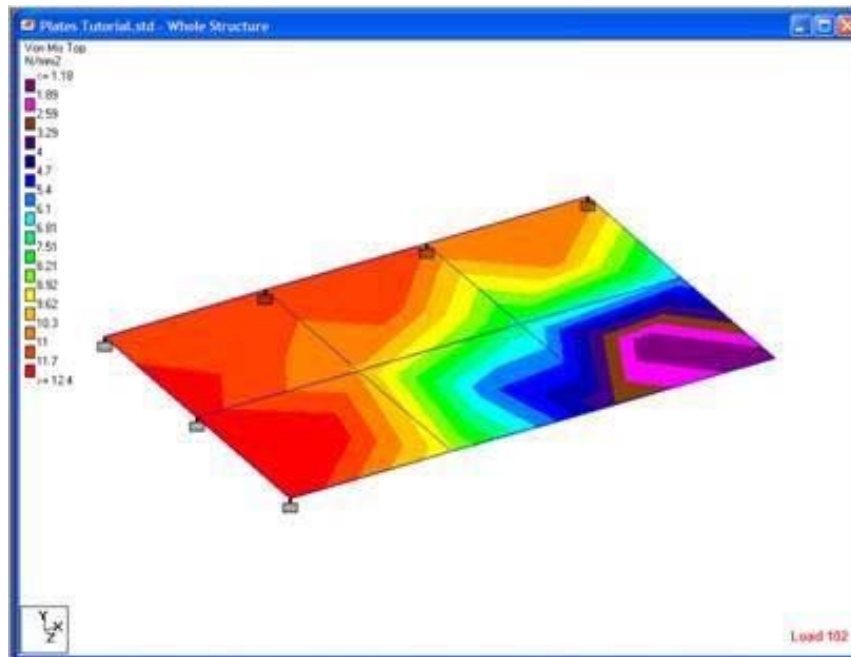 Plates Tutorial.std - Whole Structure
Von Mis Top
N/mm2
<= 1.18
1.89
2.59
3.29
4
4.7
5.4
6.1
6.81
7.51
8.21
8.92
9.62
10.3
11
11.7
>= 12.4
Y
X
Z
Load 102